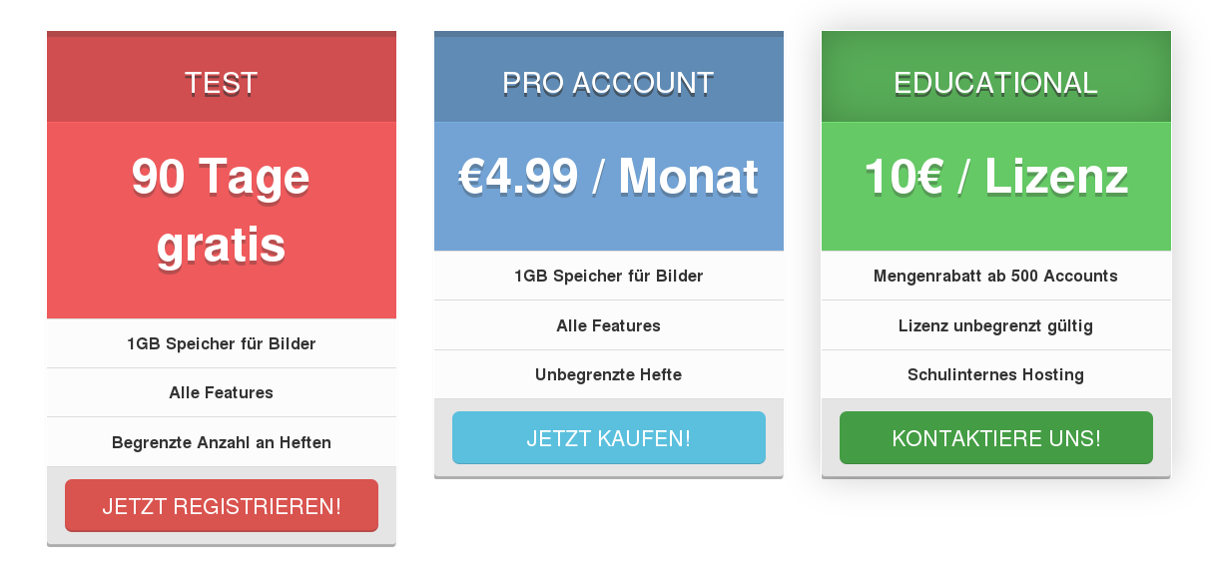 TEST
90 Tage
gratis
1GB Speicher für Bilder
Alle Features
Begrenzte Anzahl an Heften
JETZT REGISTRIEREN!
PRO ACCOUNT
€4.99 / Monat
1GB Speicher für Bilder
Alle Features
Unbegrenzte Hefte
JETZT KAUFEN!
EDUCATIONAL
10€ / Lizenz
Mengenrabatt ab 500 Accounts
Lizenz unbegrenzt gültig
Schulinternes Hosting
KONTAKTIERE UNS!